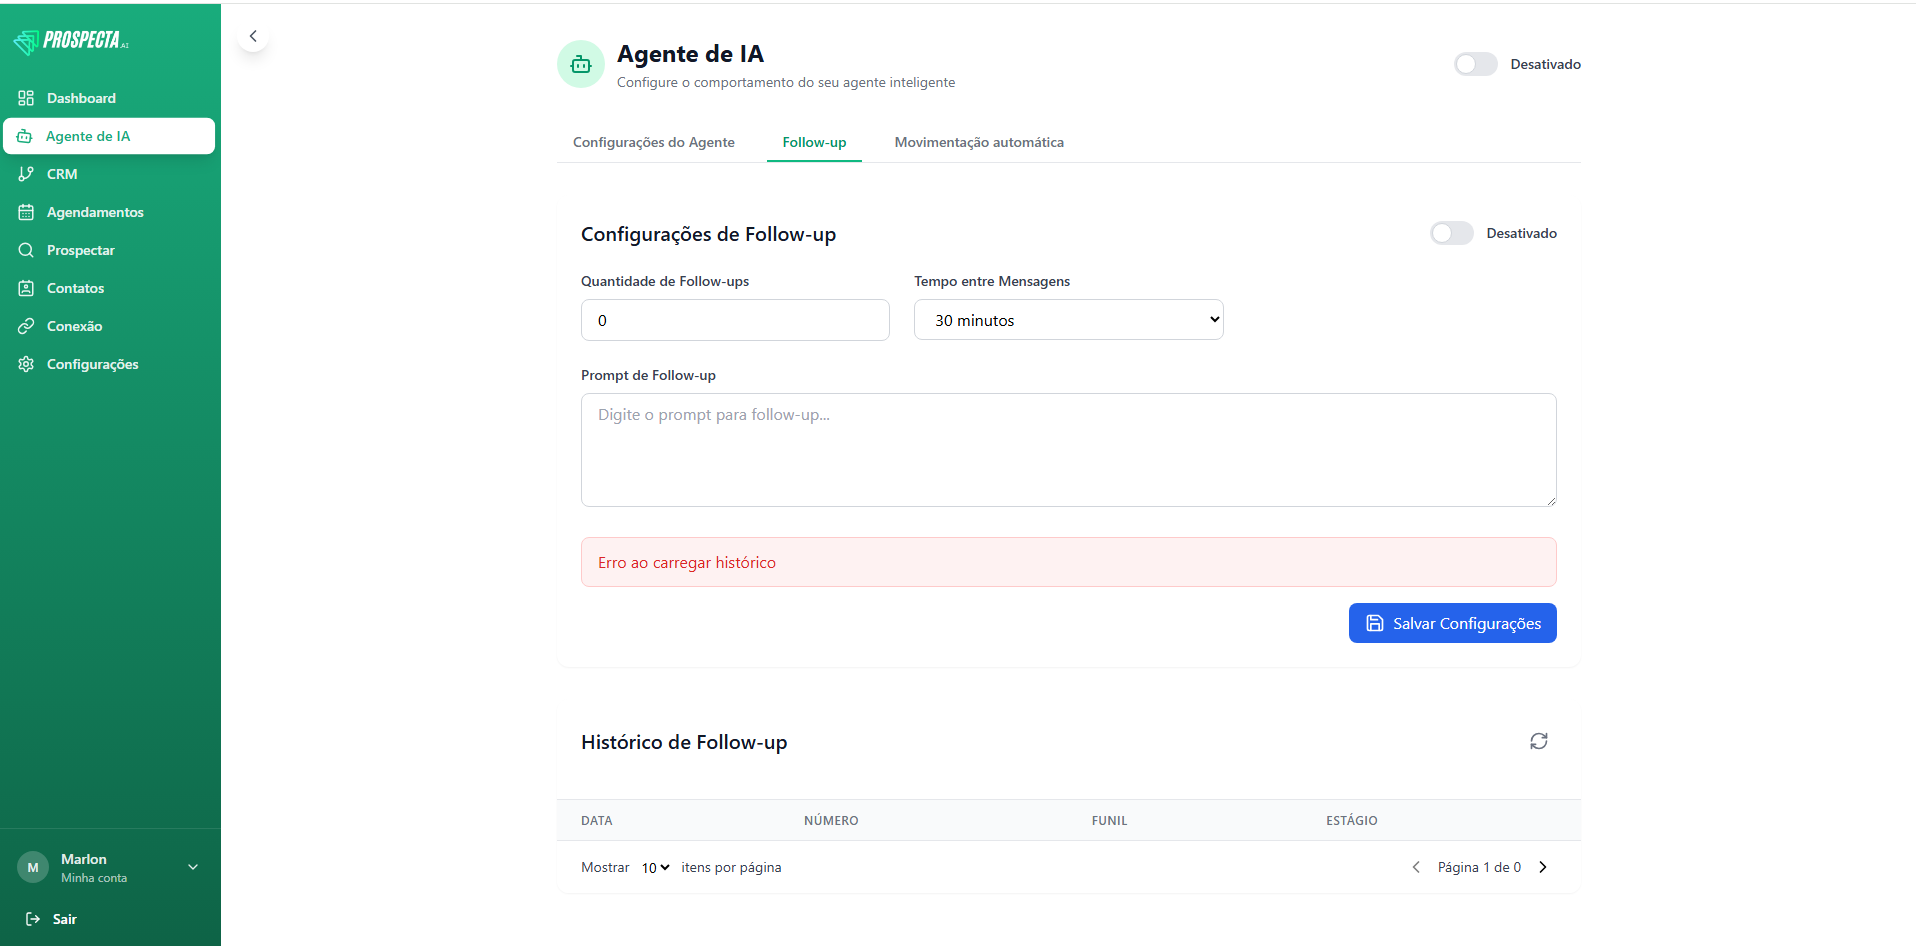 PROSPECTA.AI
Dashboard
Agente de IA
CRM
Agendamentos
Prospectar
Contatos
Conexão
Configurações
M
Marlon
Minha conta
Sair
Agente de IA
Configure o comportamento do seu agente inteligente
Desativado
Configurações do Agente
Follow-up
Movimentação automática
Configurações de Follow-up
Desativado
Quantidade de Follow-ups
Tempo entre Mensagens
0
30 minutos
Prompt de Follow-up
Digite o prompt para follow-up...
Erro ao carregar histórico
Salvar Configurações
Histórico de Follow-up
DATA
NÚMERO
FUNIL
ESTÁGIO
Mostrar 10 itens por página
Página 1 de 0